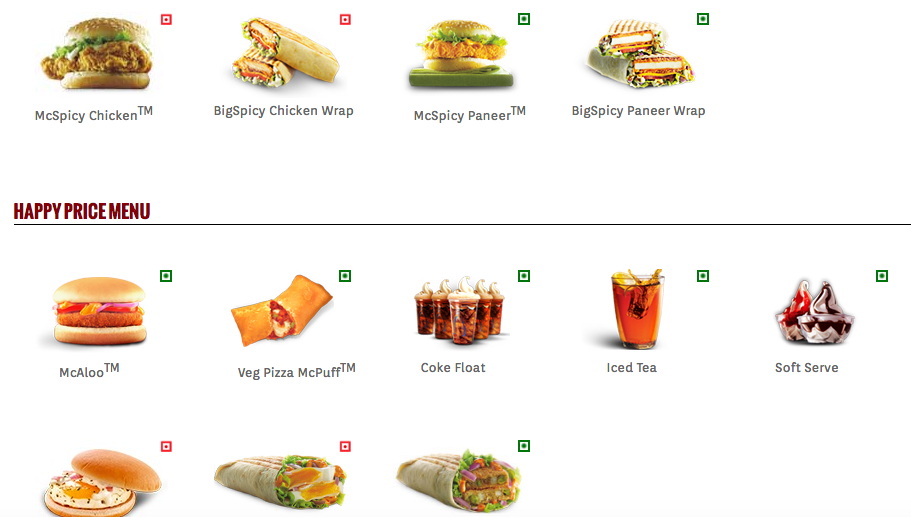 McSpicy Chicken™
BigSpicy Chicken Wrap
McSpicy Paneer™
BigSpicy Paneer Wrap
HAPPY PRICE MENU
McAloo™
Veg Pizza McPuff™
Coke Float
Iced Tea
Soft Serve